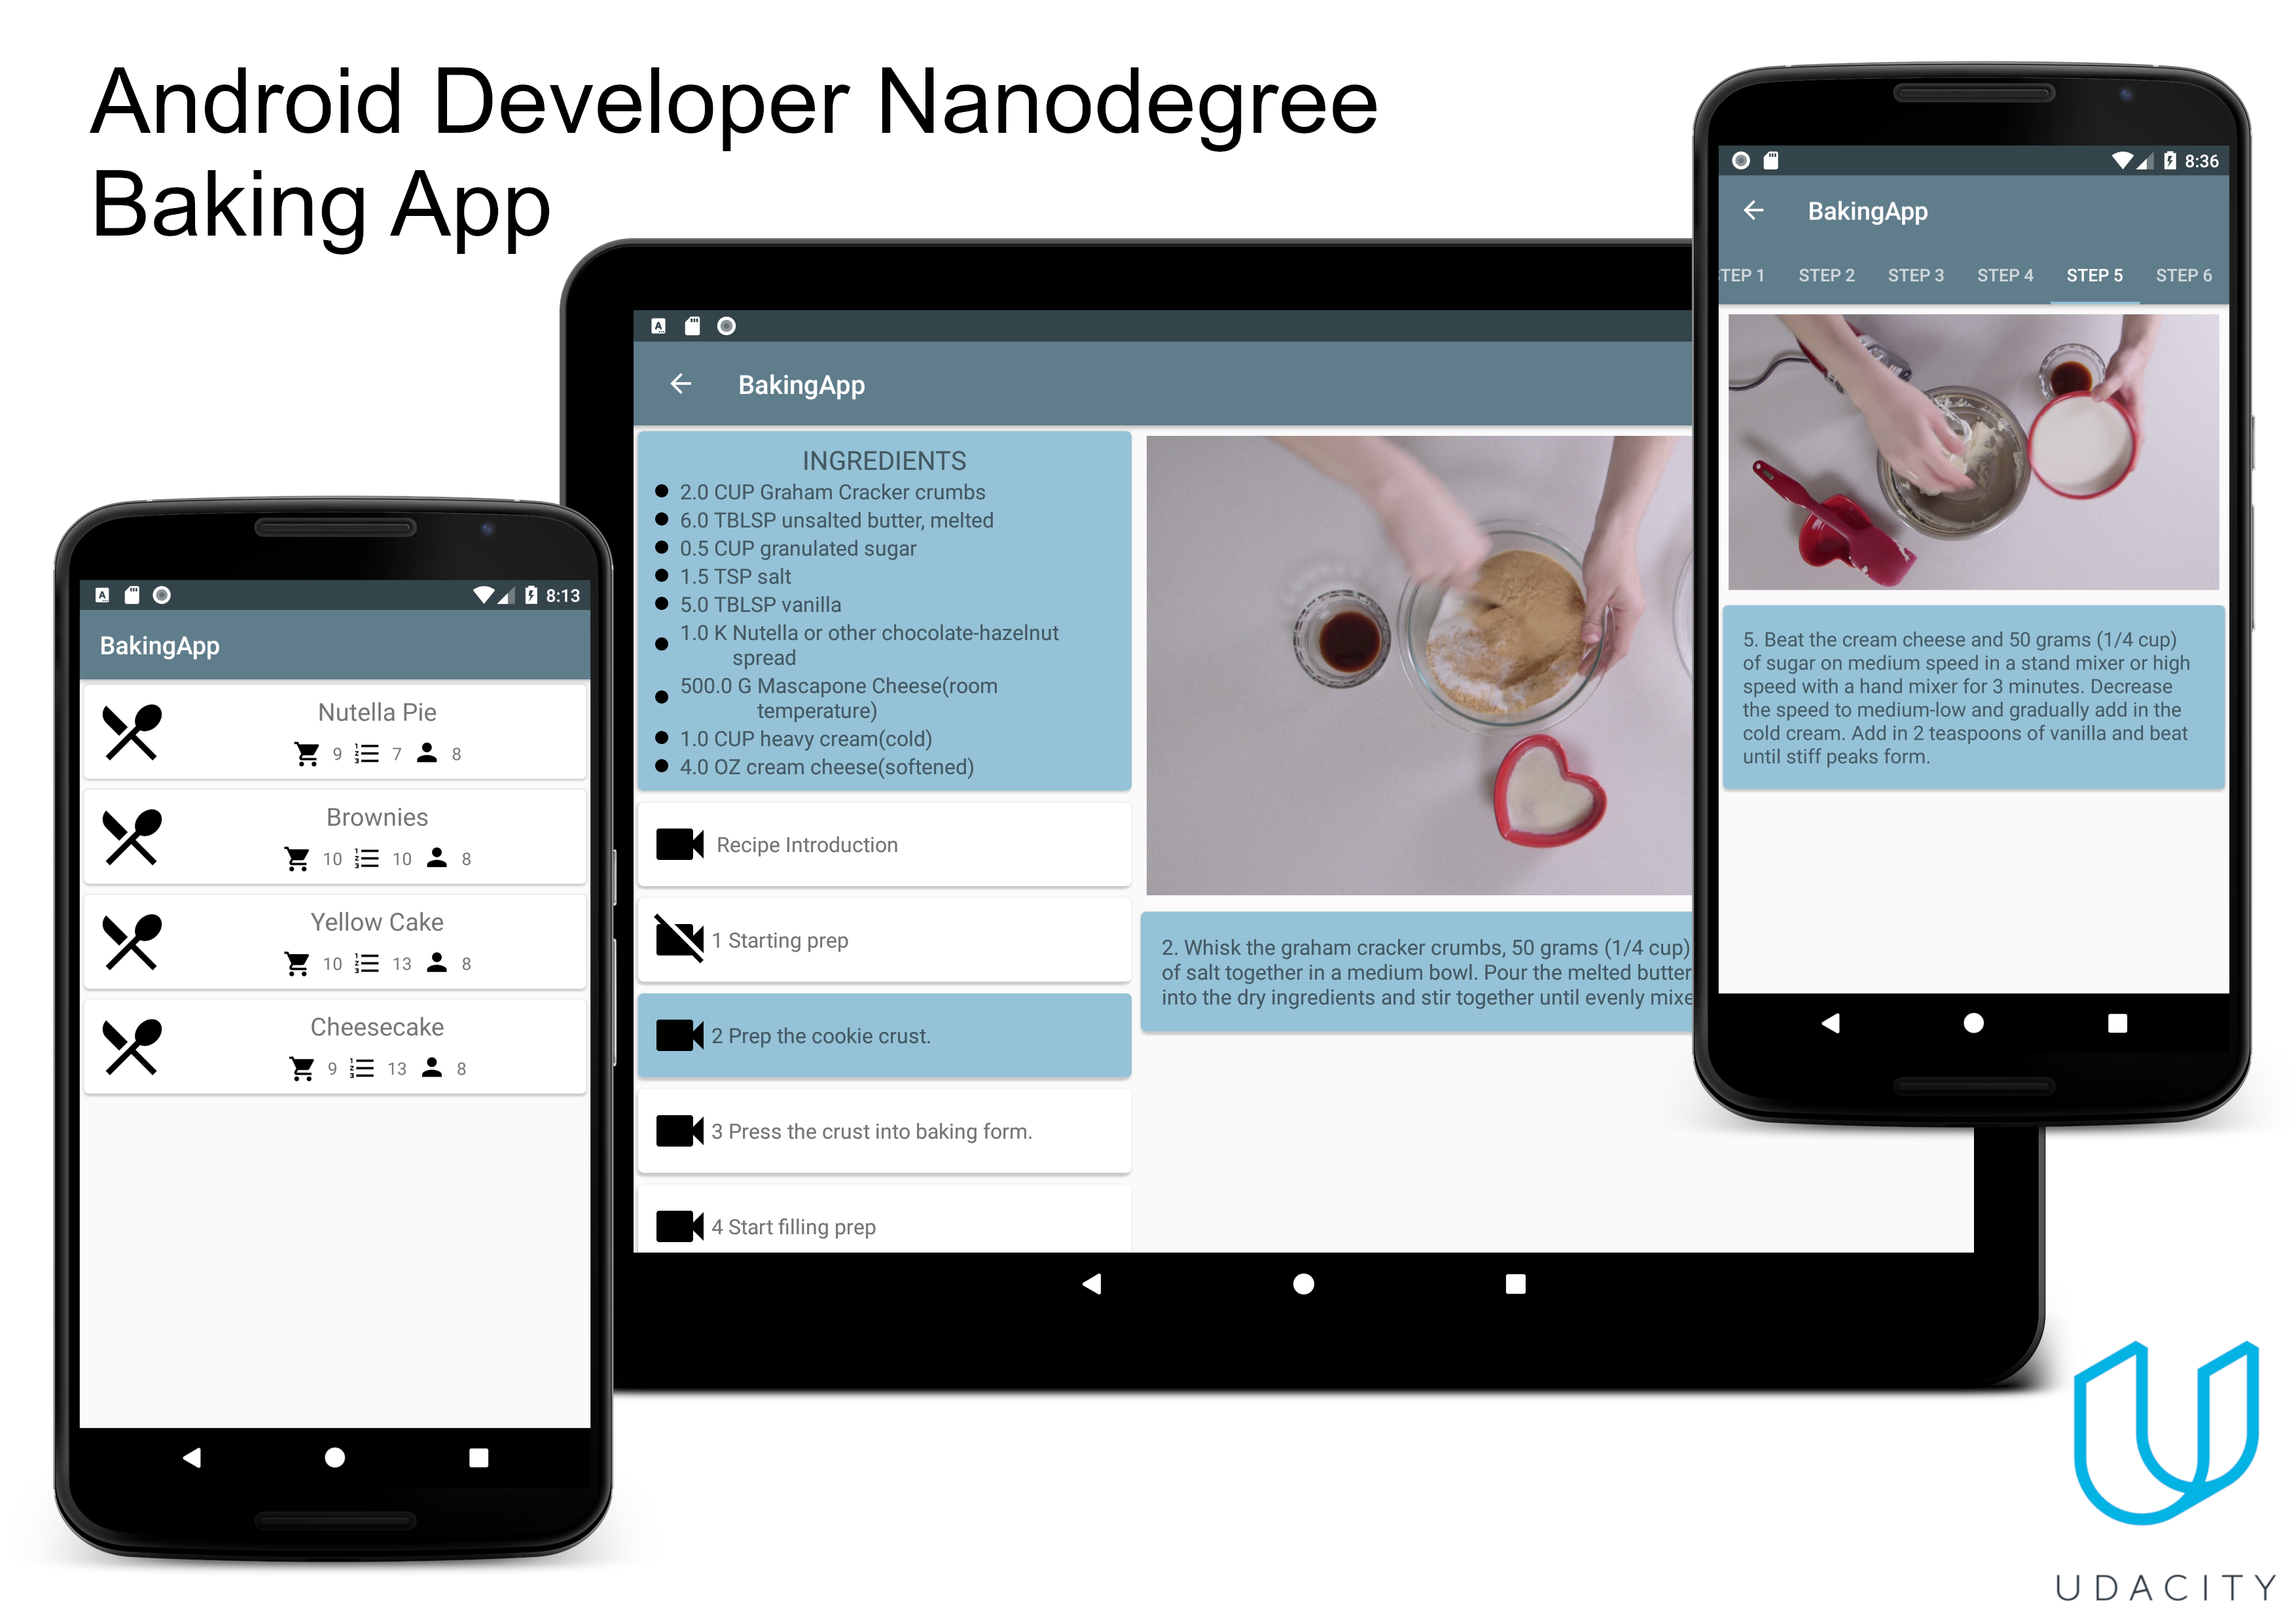 Android Developer Nanodegree
Baking App
8:13
BakingApp
Nutella Pie
9 7 8
Brownies
10 10 8
Yellow Cake
10 13 8
Cheesecake
9 13 8
BakingApp
INGREDIENTS
2.0 CUP Graham Cracker crumbs
6.0 TBLSP unsalted butter, melted
0.5 CUP granulated sugar
1.5 TSP salt
5.0 TBLSP vanilla
1.0 K Nutella or other chocolate-hazelnut
spread
500.0 G Mascapone Cheese(room
temperature)
1.0 CUP heavy cream(cold)
4.0 OZ cream cheese(softened)
Recipe Introduction
1 Starting prep
2 Prep the cookie crust.
3 Press the crust into baking form.
4 Start filling prep
2. Whisk the graham cracker crumbs, 50 grams (1/4 cup)
of salt together in a medium bowl. Pour the melted butter
into the dry ingredients and stir together until evenly mixe
8:36
BakingApp
TEP 1 STEP 2 STEP 3 STEP 4 STEP 5 STEP 6
5. Beat the cream cheese and 50 grams (1/4 cup)
of sugar on medium speed in a stand mixer or high
speed with a hand mixer for 3 minutes. Decrease
the speed to medium-low and gradually add in the
cold cream. Add in 2 teaspoons of vanilla and beat
until stiff peaks form.
UDACITY